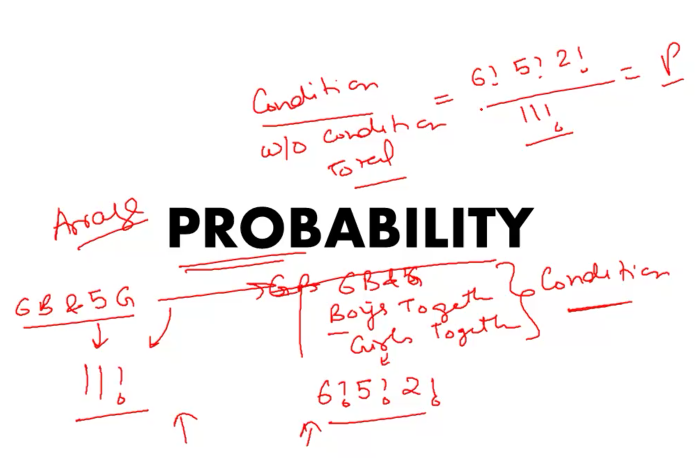 Condition = 6! 5! 2! = P
w/o condition 11!
Total
Arrange PROBABILITY
6B & 5G 6B & 5G
Boys Together Condition
Girls Together
11! 6! 5! 2!